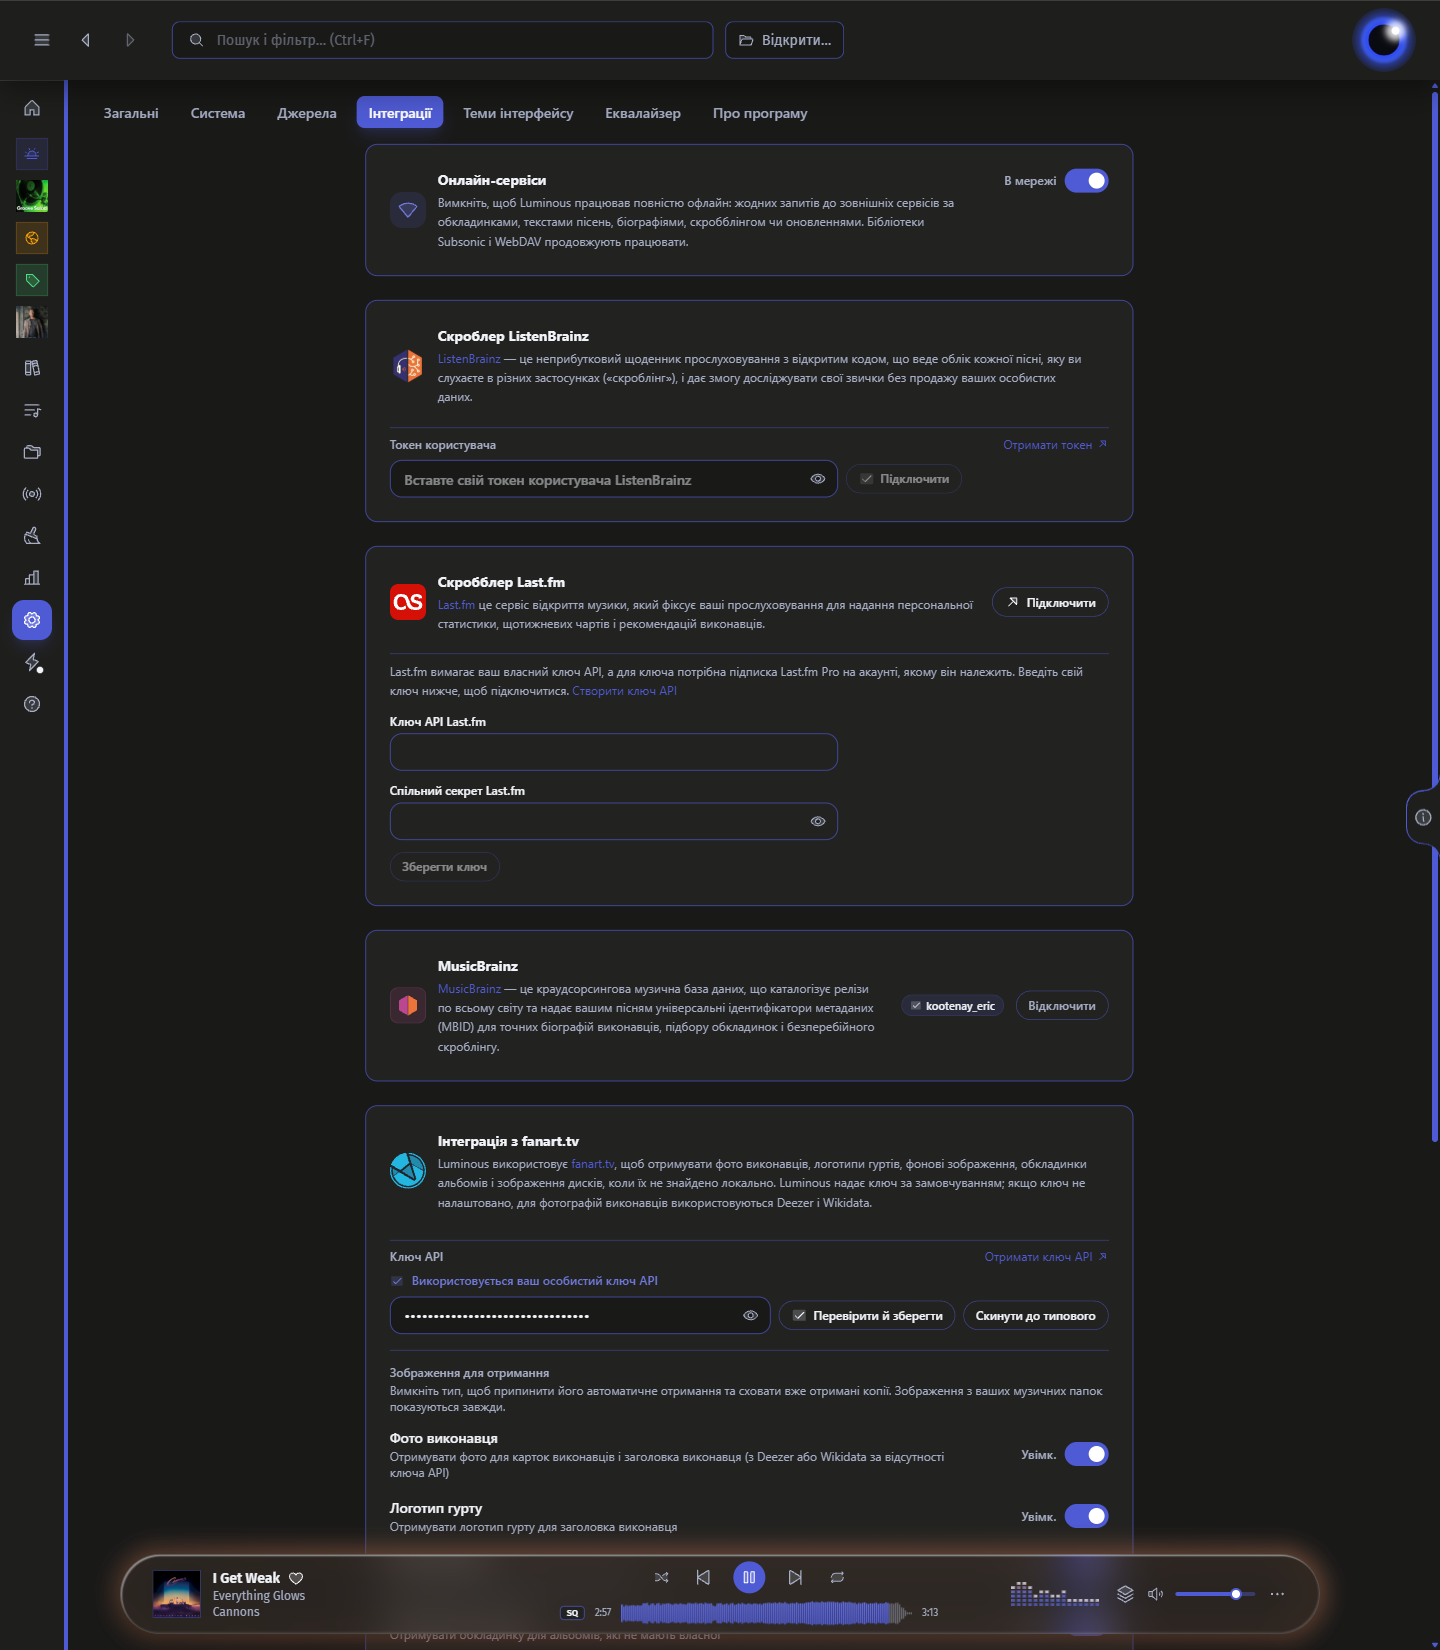 Пошук і фільтр... (Ctrl+F)
Відкрити...
Загальні
Система
Джерела
Інтеграції
Теми інтерфейсу
Еквалайзер
Про програму
Онлайн-сервіси
В мережі
Вимкніть, щоб Luminous працював повністю офлайн: жодних запитів до зовнішніх сервісів за
обкладинками, текстами пісень, біографіями, скробблінгом чи оновленнями. Бібліотеки
Subsonic і WebDAV продовжують працювати.
Скроблер ListenBrainz
ListenBrainz — це неприбутковий щоденник прослуховування з відкритим кодом, що веде облік кожної пісні, яку ви
слухаєте в різних застосунках («скроблінг»), і дає змогу досліджувати свої звички без продажу ваших особистих
даних.
Токен користувача
Отримати токен
Вставте свій токен користувача ListenBrainz
Підключити
Скробблер Last.fm
Last.fm це сервіс відкриття музики, який фіксує ваші прослуховування для надання персональної
статистики, щотижневих чартів і рекомендацій виконавців.
Підключити
Last.fm вимагає ваш власний ключ API, а для ключа потрібна підписка Last.fm Pro на акаунті, якому він належить. Введіть свій
ключ нижче, щоб підключитися. Створити ключ API
Ключ API Last.fm
Спільний секрет Last.fm
Зберегти ключ
MusicBrainz
MusicBrainz — це краудсорсингова музична база даних, що каталогізує релізи
по всьому світу та надає вашим пісням універсальні ідентифікатори метаданих
(MBID) для точних біографій виконавців, підбору обкладинок і безперебійного
скроблінгу.
kootenay_eric
Відключити
Інтеграція з fanart.tv
Luminous використовує fanart.tv, щоб отримувати фото виконавців, логотипи гуртів, фонові зображення, обкладинки
альбомів і зображення дисків, коли їх не знайдено локально. Luminous надає ключ за замовчуванням; якщо ключ не
налаштовано, для фотографій виконавців використовуються Deezer і Wikidata.
Ключ API
Отримати ключ API
Використовується ваш особистий ключ API
Перевірити й зберегти
Скинути до типового
Зображення для отримання
Вимкніть тип, щоб припинити його автоматичне отримання та сховати вже отримані копії. Зображення з ваших музичних папок
показуються завжди.
Фото виконавця
Отримувати фото для карток виконавців і заголовка виконавця (з Deezer або Wikidata за відсутності
ключа API)
Увімк.
Логотип гурту
Отримувати логотип гурту для заголовка виконавця
Увімк.
I Get Weak
Everything Glows
Cannons
SQ
2:57
3:13
Отримувати обкладинку для альбомів, які не мають власної